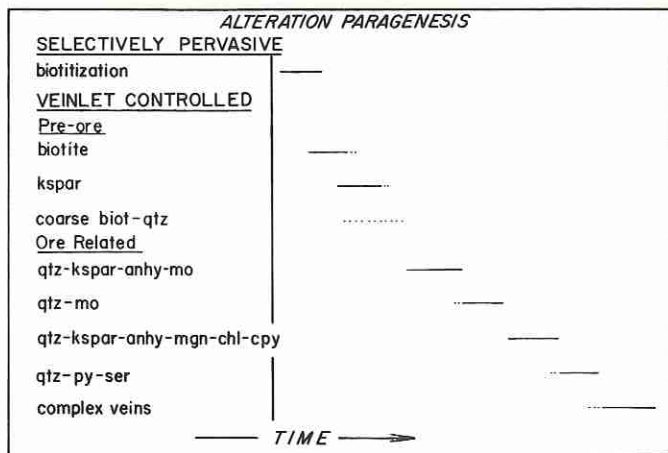 ALTERATION PARAGENESIS
SELECTIVELY PERVASIVE
biotitization
VEINLET CONTROLLED
Pre-ore
biotite
kspar
coarse biot-qtz
Ore Related
qtz-kspar-anhy-mo
qtz-mo
qtz-kspar-anhy-mgn-chl-cpy
qtz-py-ser
complex veins
TIME